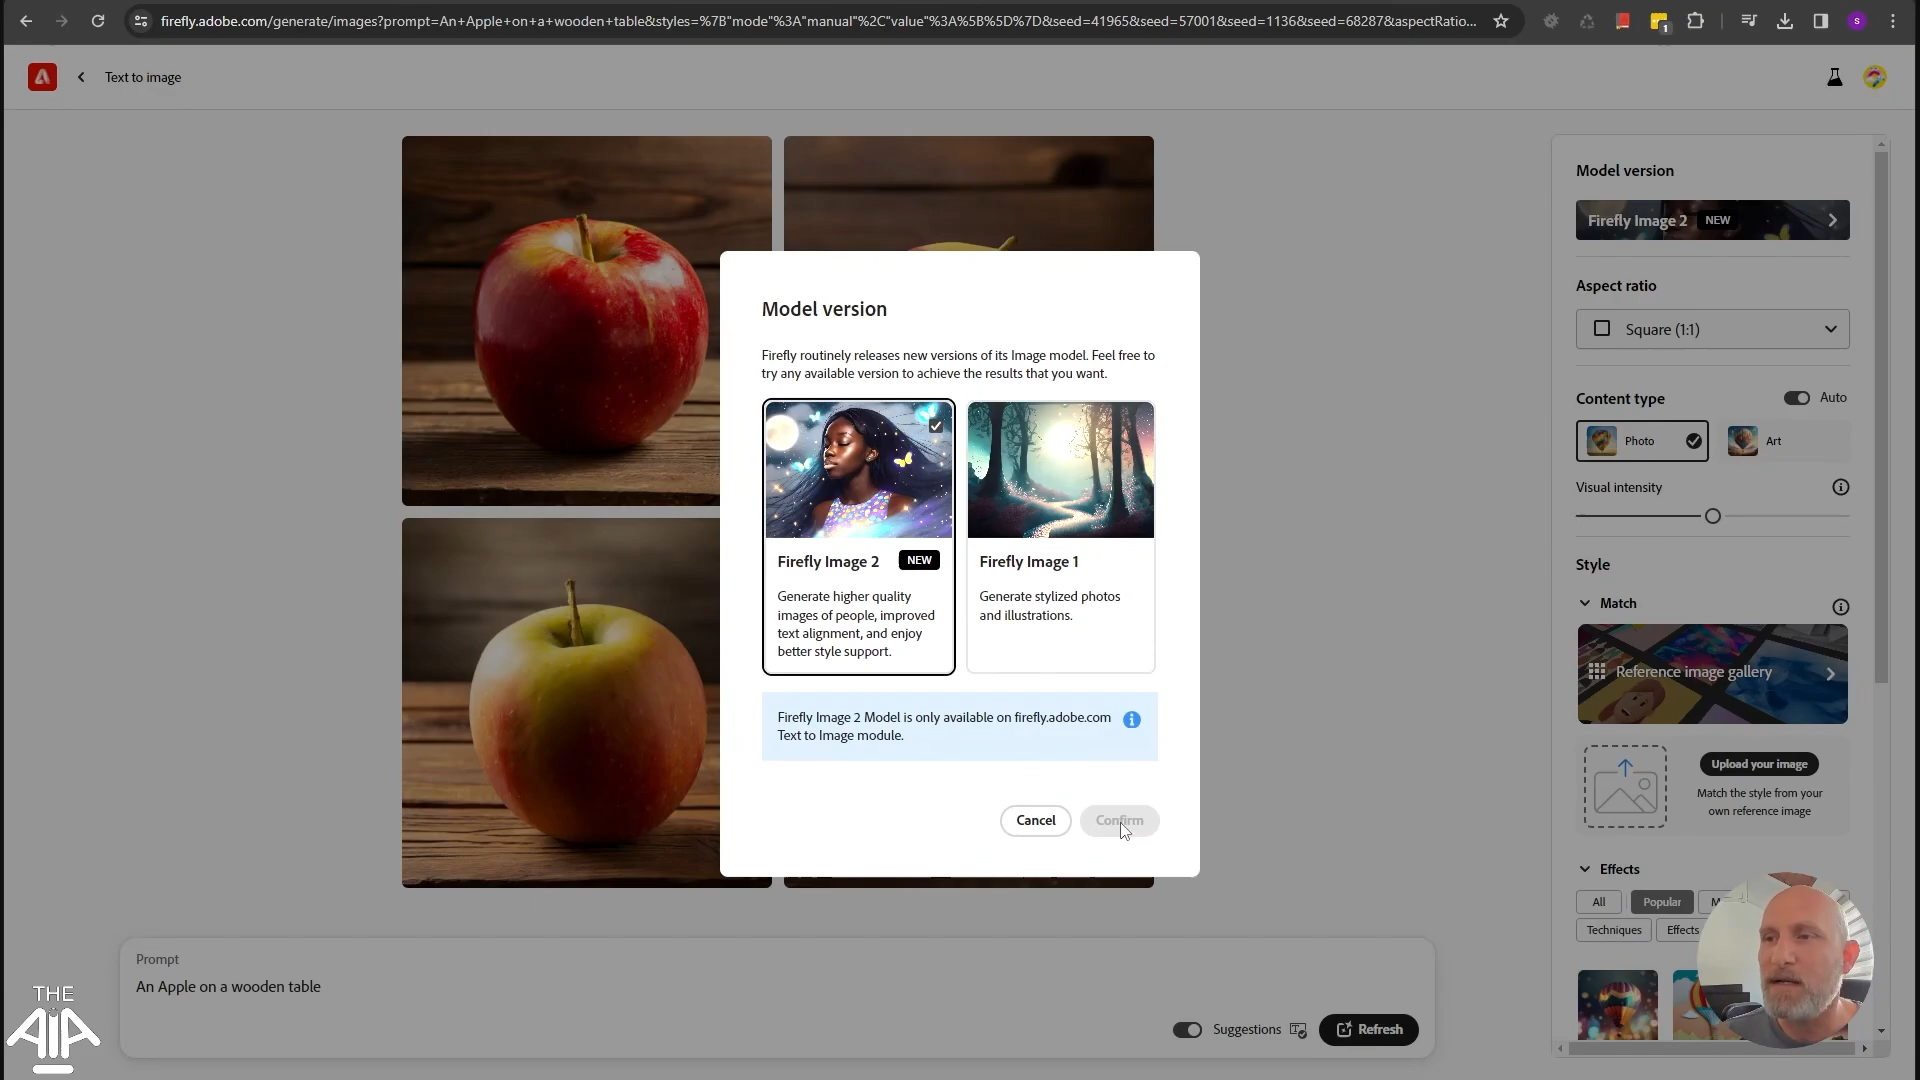 firefly.adobe.com/generate/images?prompt=An+Apple+on+a+wooden+table&styles=%7B"mode"%3A"manual"%2C"value"%3A%5B%5D%7D&seed=41965&seed=57001&seed=1136&seed=68287&aspectRatio...
1
s
Text to image
Model version
Firefly Image 2 NEW
Aspect ratio
Square (1:1)
Content type
Auto
Photo
Art
Visual intensity
Style
Match
Reference image gallery
Upload your image
Match the style from your
own reference image
Effects
All
Popular
M
Techniques
Effects
Model version
Firefly routinely releases new versions of its Image model. Feel free to
try any available version to achieve the results that you want.
Firefly Image 2 NEW
Generate higher quality
images of people, improved
text alignment, and enjoy
better style support.
Firefly Image 1
Generate stylized photos
and illustrations.
Firefly Image 2 Model is only available on firefly.adobe.com
Text to Image module.
Cancel
Confirm
Prompt
An Apple on a wooden table
Suggestions
Refresh
THE
AIA